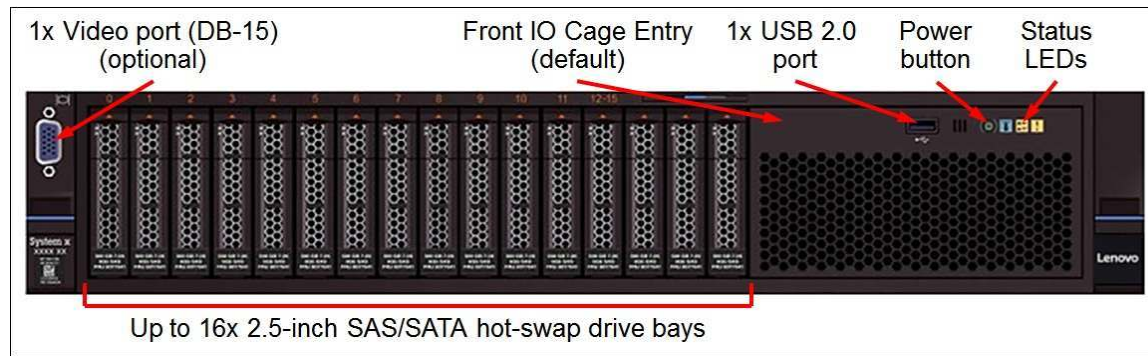 1x Video port (DB-15)
(optional)
Front IO Cage Entry
(default)
1x USB 2.0
port
Power
button
Status
LEDs
0 1 2 3 4 5 6 7 8 9 10 11 12-15
System x
XXXX XX
Lenovo
Up to 16x 2.5-inch SAS/SATA hot-swap drive bays